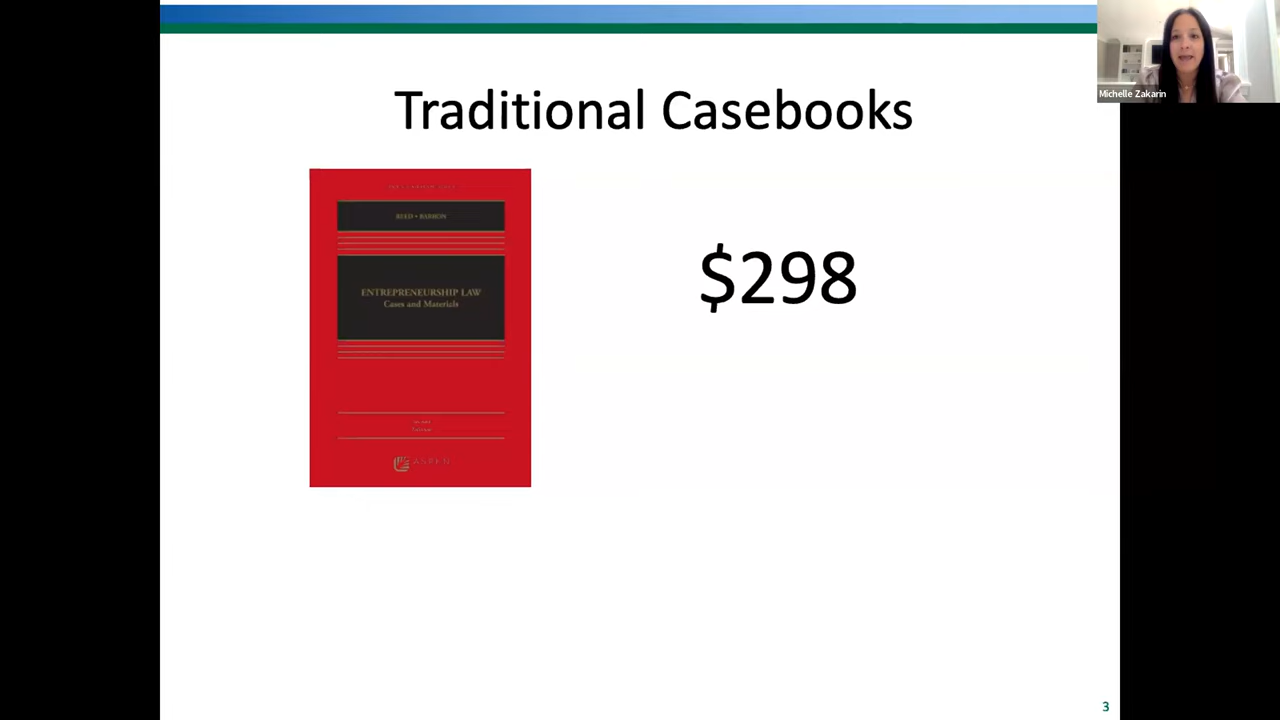 Traditional Casebooks
Michelle Zakarin
REED • BARRON
ENTREPRENEURSHIP LAW
Cases and Materials
ASPEN
$298
3